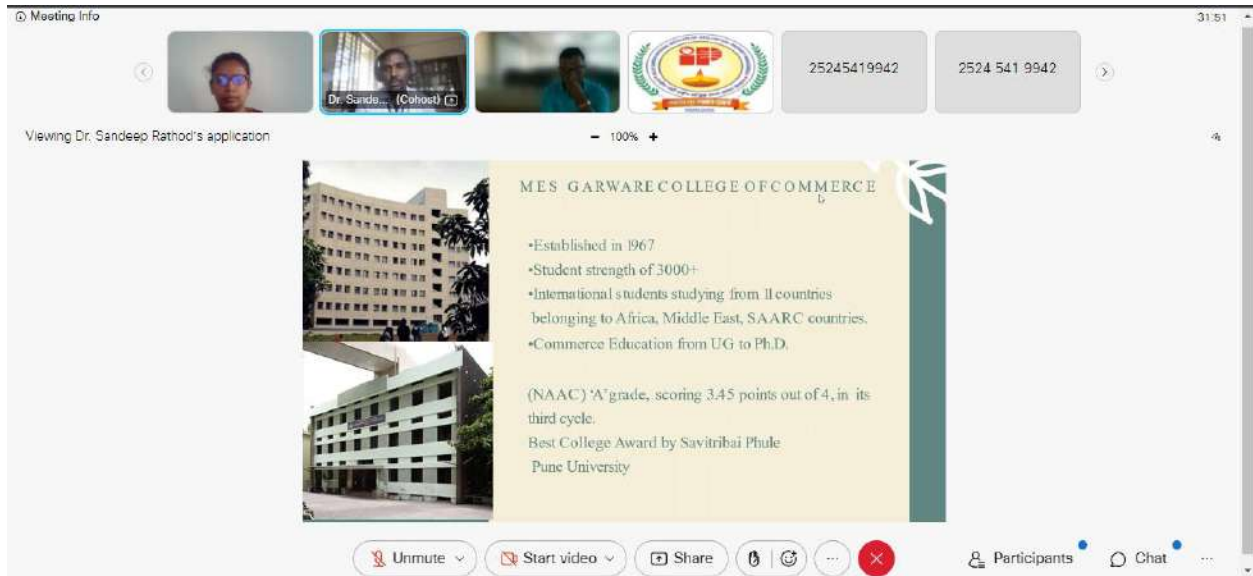 Meeting Info
31:51
Dr. Sande... (Cohost)
25245419942
2524 541 9942
Viewing Dr. Sandeep Rathod's application
− 100% +
MES GARWARE COLLEGE OF COMMERCE
•Established in 1967
•Student strength of 3000+
•International students studying from 11 countries
belonging to Africa, Middle East, SAARC countries.
•Commerce Education from UG to Ph.D.
(NAAC) 'A' grade, scoring 3.45 points out of 4, in its
third cycle.
Best College Award by Savitribai Phule
Pune University
Unmute
Start video
Share
Participants
Chat